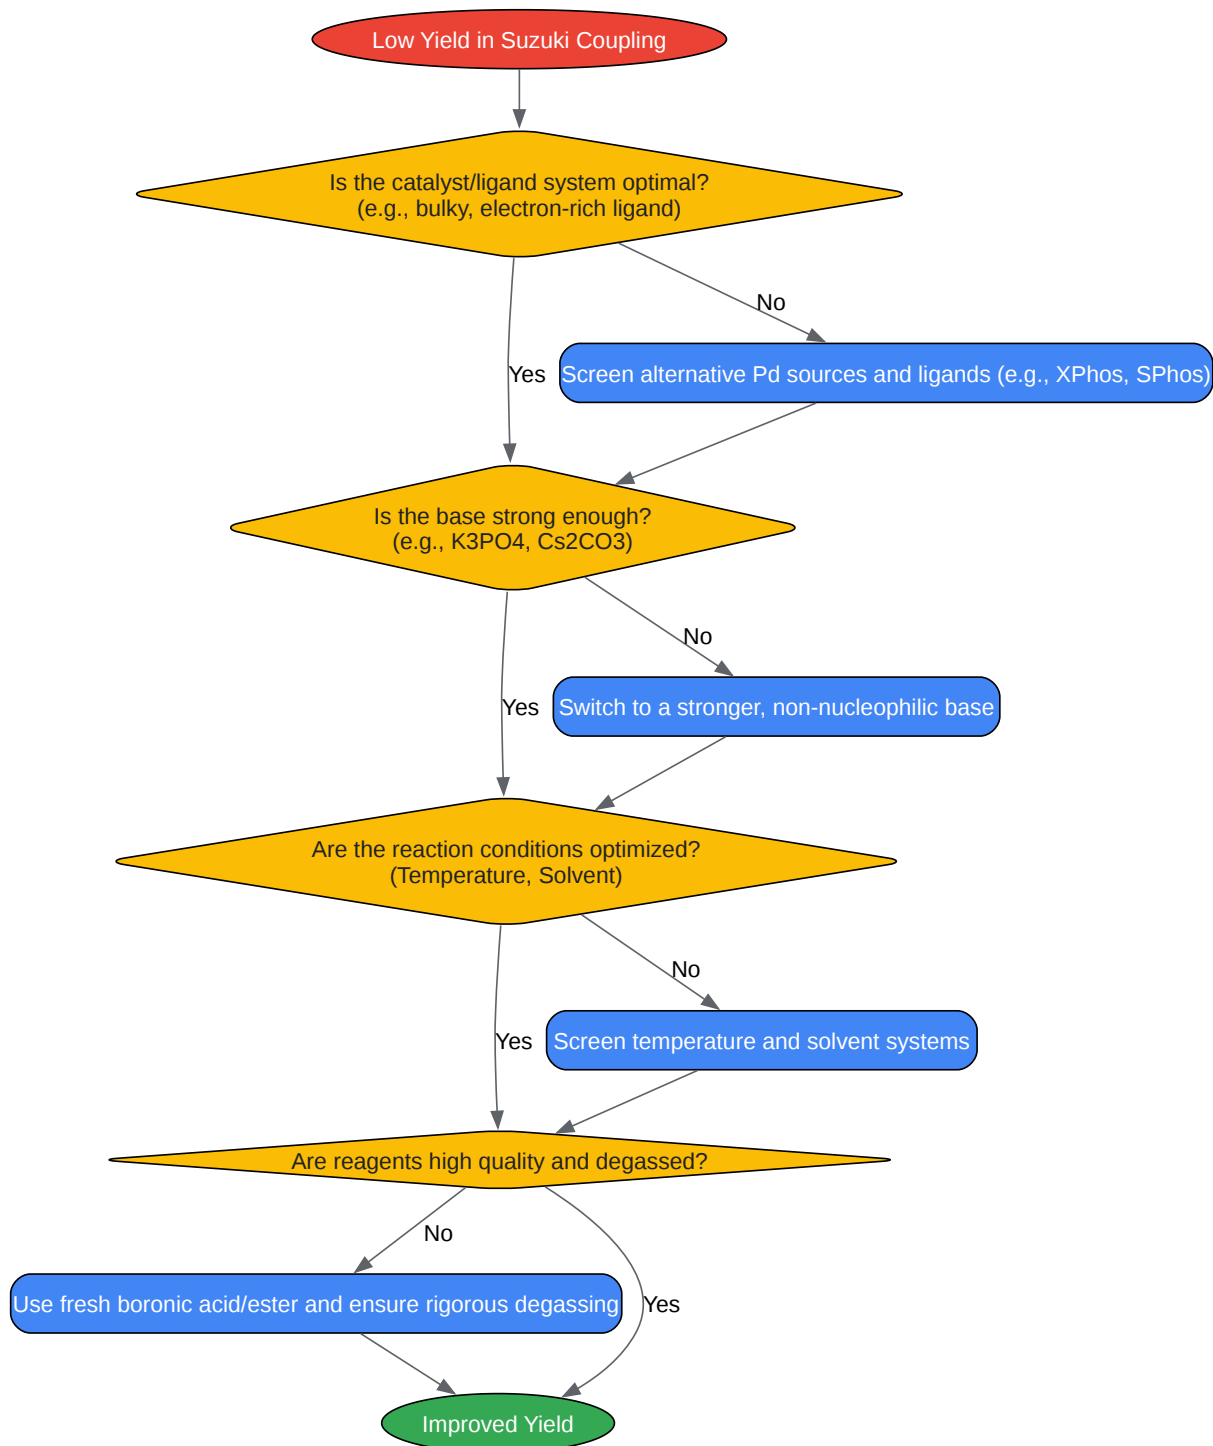 Low Yield in Suzuki Coupling
Is the catalyst/ligand system optimal?
(e.g., bulky, electron-rich ligand)
No
Yes
Screen alternative Pd sources and ligands (e.g., XPhos, SPhos)
Is the base strong enough?
(e.g., K3PO4, Cs2CO3)
No
Yes
Switch to a stronger, non-nucleophilic base
Are the reaction conditions optimized?
(Temperature, Solvent)
No
Yes
Screen temperature and solvent systems
Are reagents high quality and degassed?
No
Use fresh boronic acid/ester and ensure rigorous degassing
Yes
Improved Yield